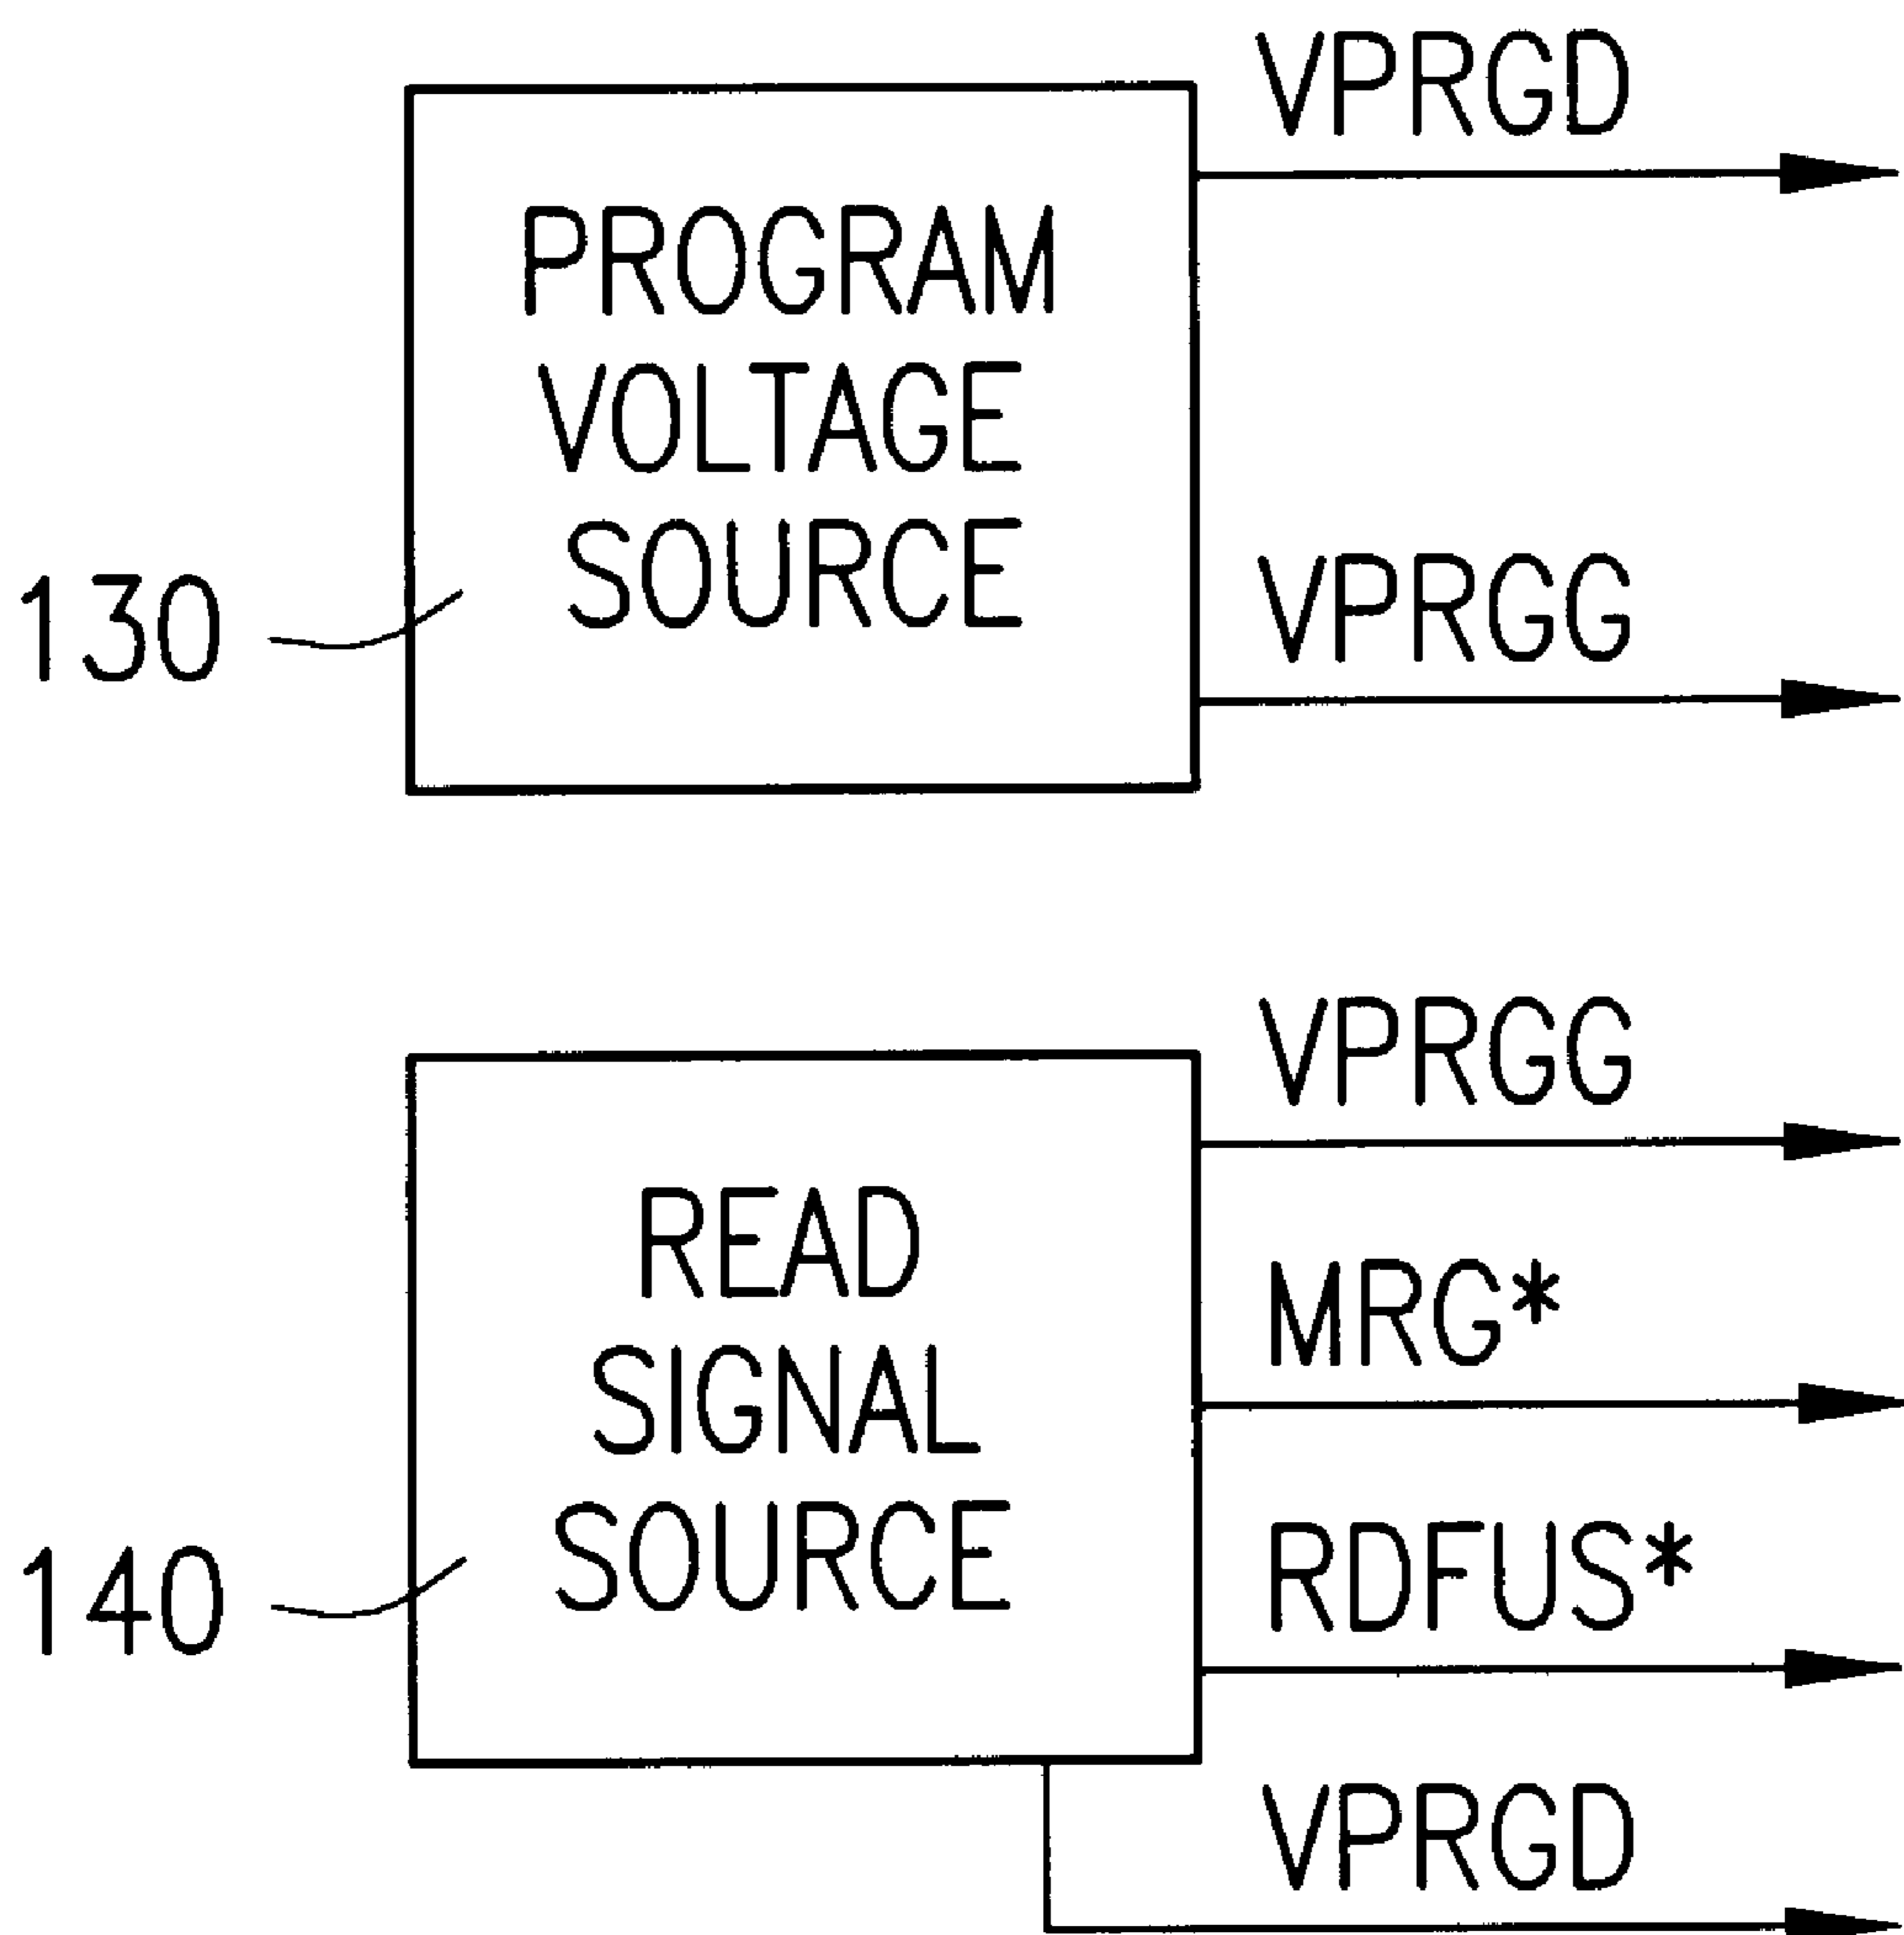 VPRGD
PROGRAM
VOLTAGE
SOURCE
130
VPRGG
VPRGG
READ
MRG*
SIGNAL
SOURCE
RDFUS*
140
VPRGD